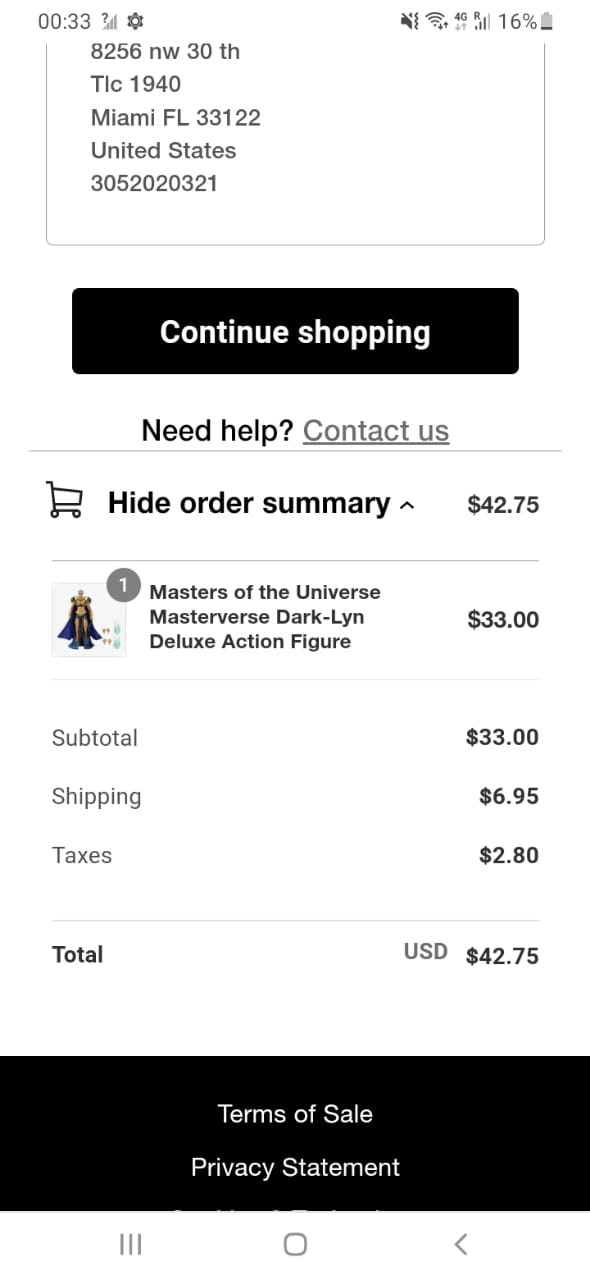 00:33
4G R 16%
8256 nw 30 th
Tlc 1940
Miami FL 33122
United States
3052020321
Continue shopping
Need help? Contact us
Hide order summary $42.75
1
Masters of the Universe
Masterverse Dark-Lyn
Deluxe Action Figure
$33.00
Subtotal $33.00
Shipping $6.95
Taxes $2.80
Total USD $42.75
Terms of Sale
Privacy Statement